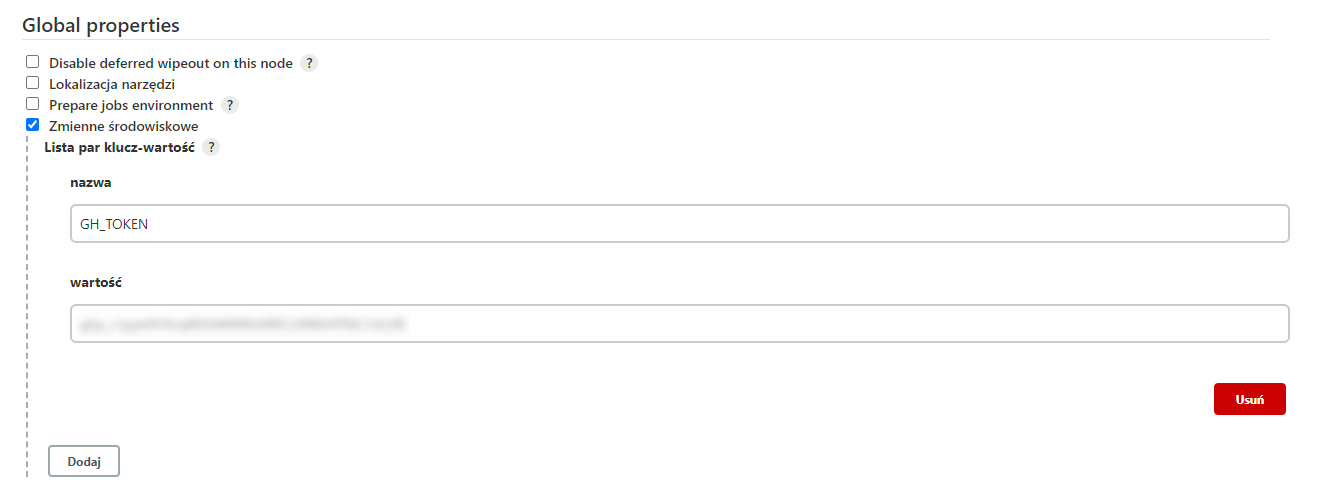 Global properties
Disable deferred wipeout on this node ?
Lokalizacja narzędzi
Prepare jobs environment ?
Zmienne środowiskowe
Lista par klucz-wartość ?
nazwa
GH_TOKEN
wartość
Usuń
Dodaj